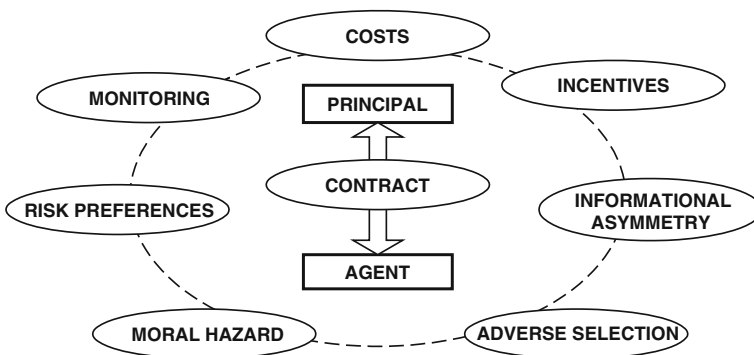 COSTS
MONITORING
INCENTIVES
PRINCIPAL
CONTRACT
RISK PREFERENCES
INFORMATIONAL
ASYMMETRY
AGENT
MORAL HAZARD
ADVERSE SELECTION